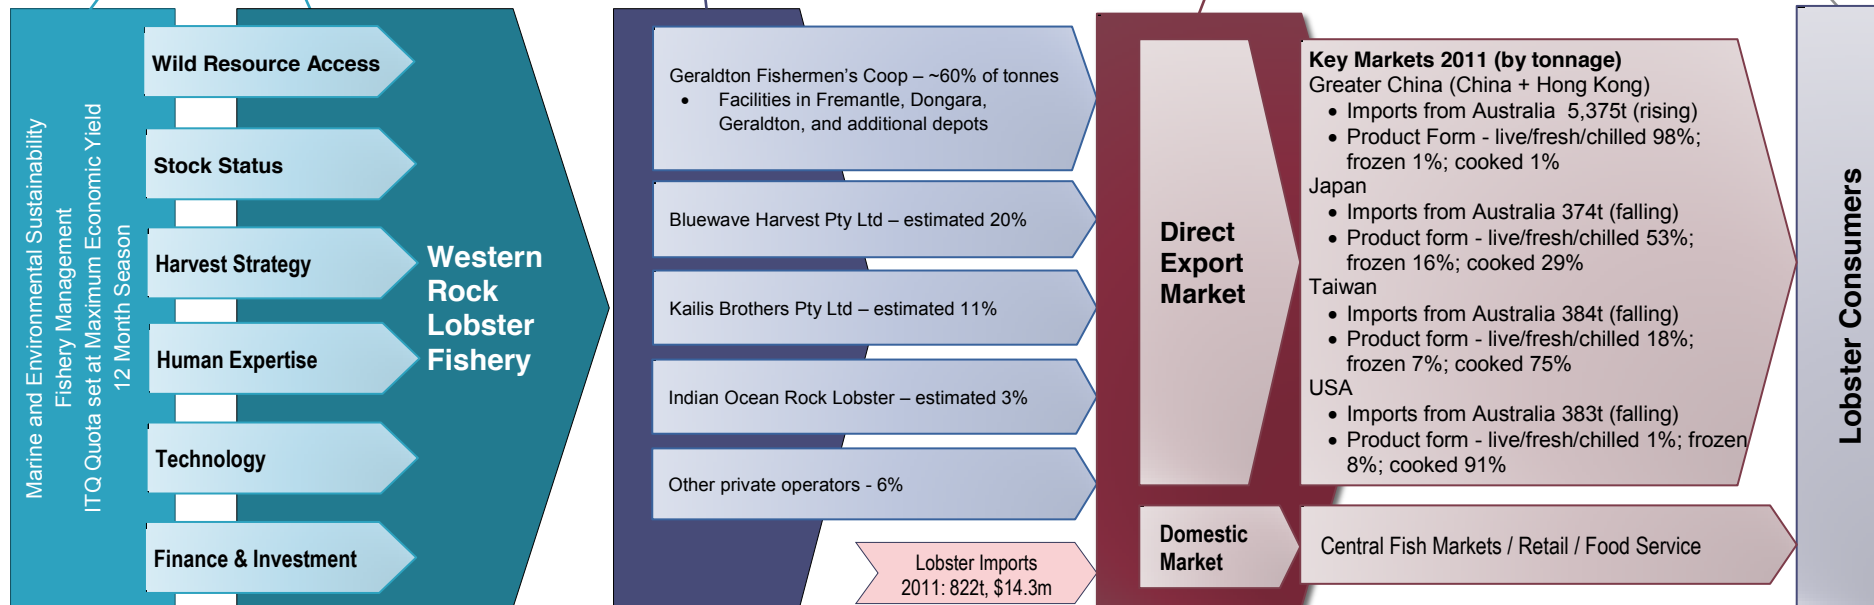 Marine and Environmental Sustainability
Fishery Management
ITQ Quota set at Maximum Economic Yield
12 Month Season
Wild Resource Access
Stock Status
Harvest Strategy
Human Expertise
Technology
Finance & Investment
Western
Rock
Lobster
Fishery
Geraldton Fishermen's Coop – ~60% of tonnes
• Facilities in Fremantle, Dongara,
Geraldton, and additional depots
Bluewave Harvest Pty Ltd – estimated 20%
Kailis Brothers Pty Ltd – estimated 11%
Indian Ocean Rock Lobster – estimated 3%
Other private operators - 6%
Lobster Imports
2011: 822t, $14.3m
Direct
Export
Market
Key Markets 2011 (by tonnage)
Greater China (China + Hong Kong)
• Imports from Australia 5,375t (rising)
• Product Form - live/fresh/chilled 98%;
frozen 1%; cooked 1%
Japan
• Imports from Australia 374t (falling)
• Product form - live/fresh/chilled 53%;
frozen 16%; cooked 29%
Taiwan
• Imports from Australia 384t (falling)
• Product form - live/fresh/chilled 18%;
frozen 7%; cooked 75%
USA
• Imports from Australia 383t (falling)
• Product form - live/fresh/chilled 1%; frozen
8%; cooked 91%
Domestic
Market
Central Fish Markets / Retail / Food Service
Lobster Consumers